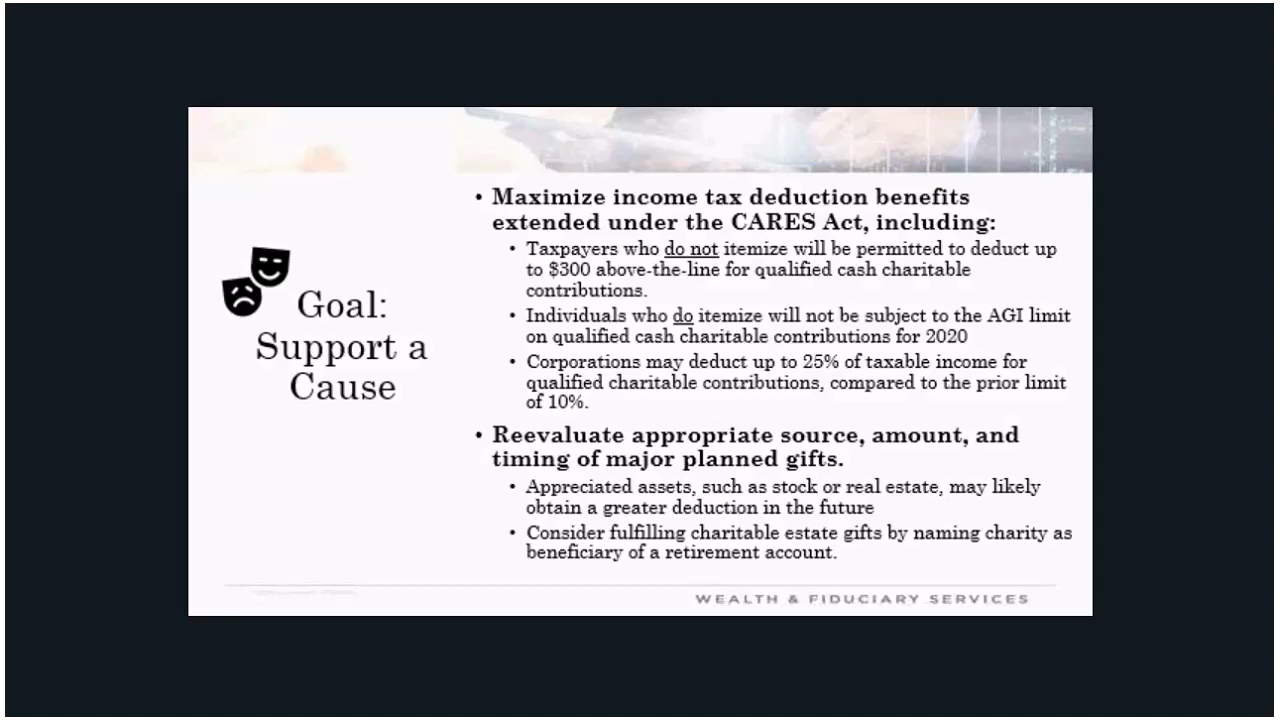 Goal:
Support a
Cause
• Maximize income tax deduction benefits
extended under the CARES Act, including:
• Taxpayers who do not itemize will be permitted to deduct up
to $300 above-the-line for qualified cash charitable
contributions.
• Individuals who do itemize will not be subject to the AGI limit
on qualified cash charitable contributions for 2020
• Corporations may deduct up to 25% of taxable income for
qualified charitable contributions, compared to the prior limit
of 10%.
• Reevaluate appropriate source, amount, and
timing of major planned gifts.
• Appreciated assets, such as stock or real estate, may likely
obtain a greater deduction in the future
• Consider fulfilling charitable estate gifts by naming charity as
beneficiary of a retirement account.
WEALTH & FIDUCIARY SERVICES